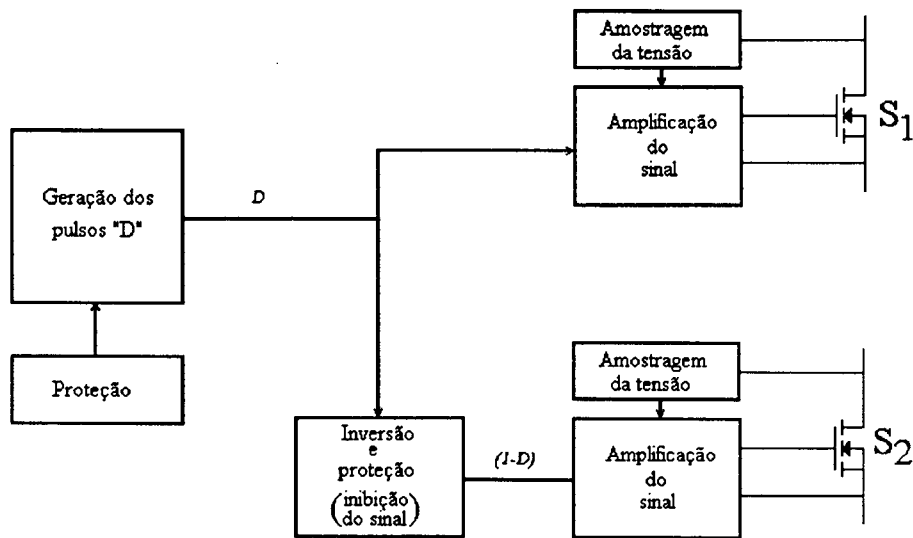 Amostragem
da tensão
Amplificação
do
sinal
S1
Geração dos
pulsos "D"
D
Proteção
Amostragem
da tensão
Inversão
e
proteção
(inibição
do sinal)
(1-D)
Amplificação
do
sinal
S2